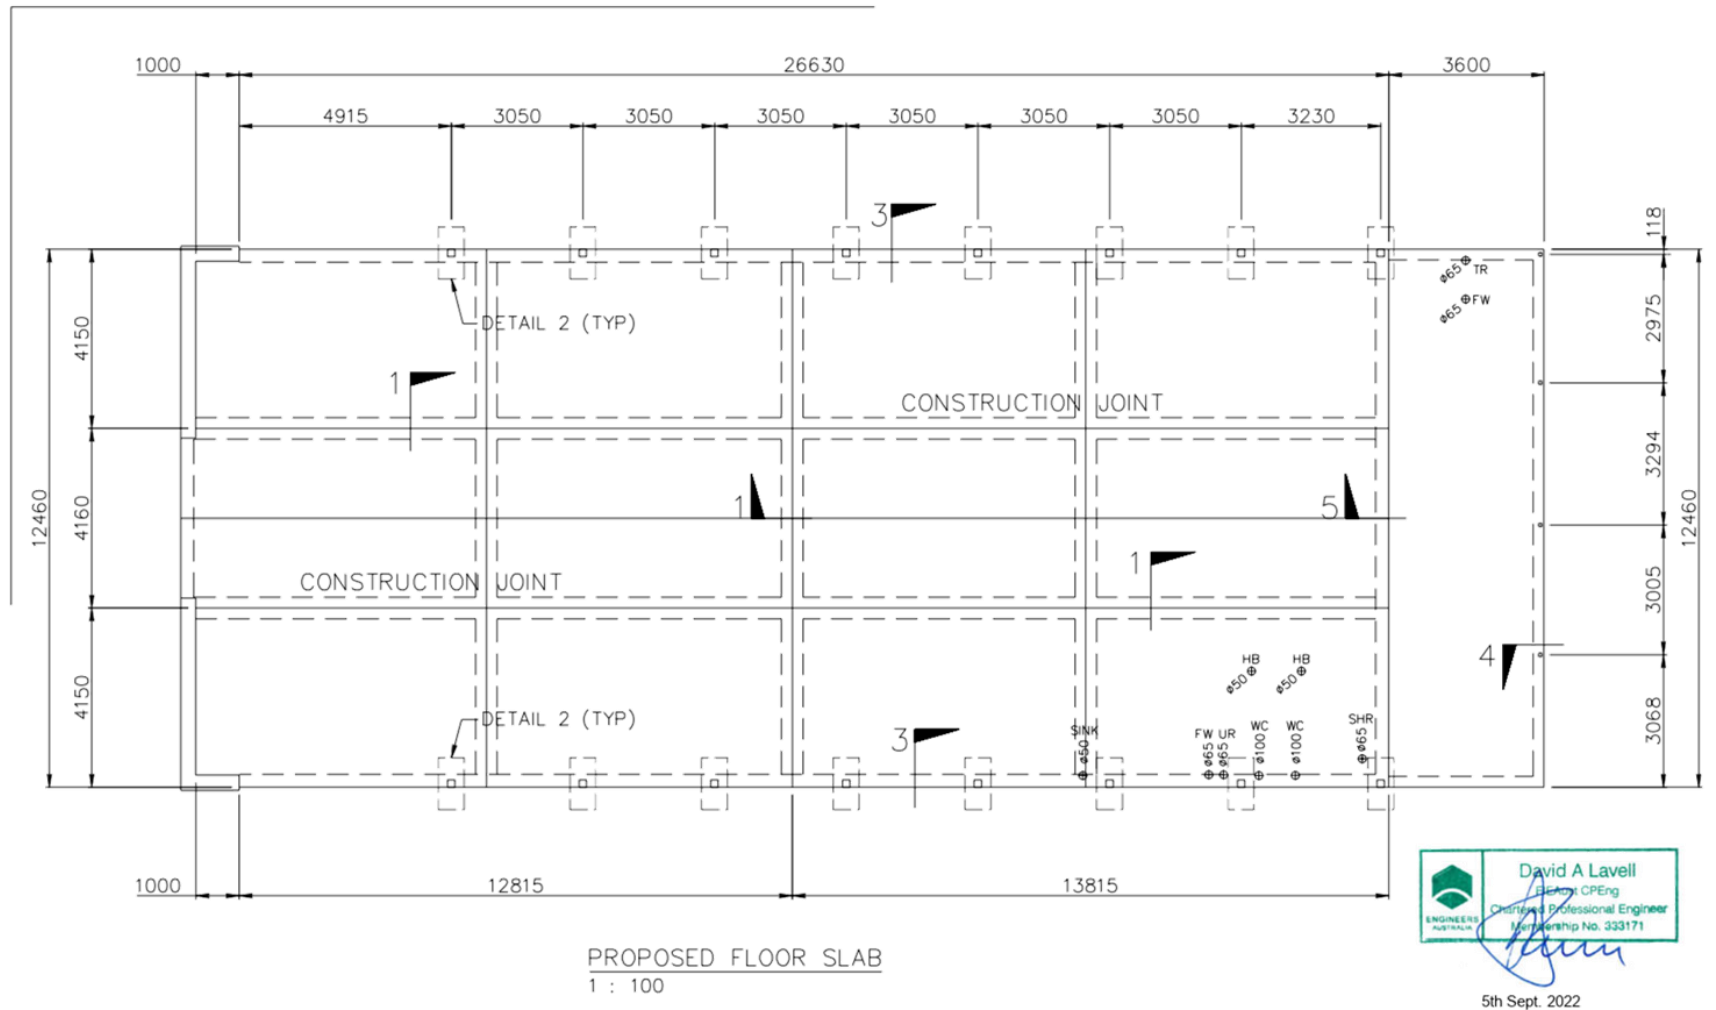 1000
26630
3600
4915
3050
3050
3050
3050
3050
3050
3230
118
3
4150
DETAIL 2 (TYP)
1
CONSTRUCTION JOINT
ø65 TR
ø65 FW
2975
3294
12460
4160
1
5
12460
CONSTRUCTION JOINT
1
3005
4
HB
ø50
HB
ø50
4150
DETAIL 2 (TYP)
3
SINK
ø50
FW
ø65
UR
ø65
WC
ø100
WC
ø100
SHR
ø65
3068
1000
12815
13815
PROPOSED FLOOR SLAB
1 : 100
ENGINEERS
AUSTRALIA
David A Lavell
CPEng
Chartered Professional Engineer
Membership No. 333171
5th Sept. 2022